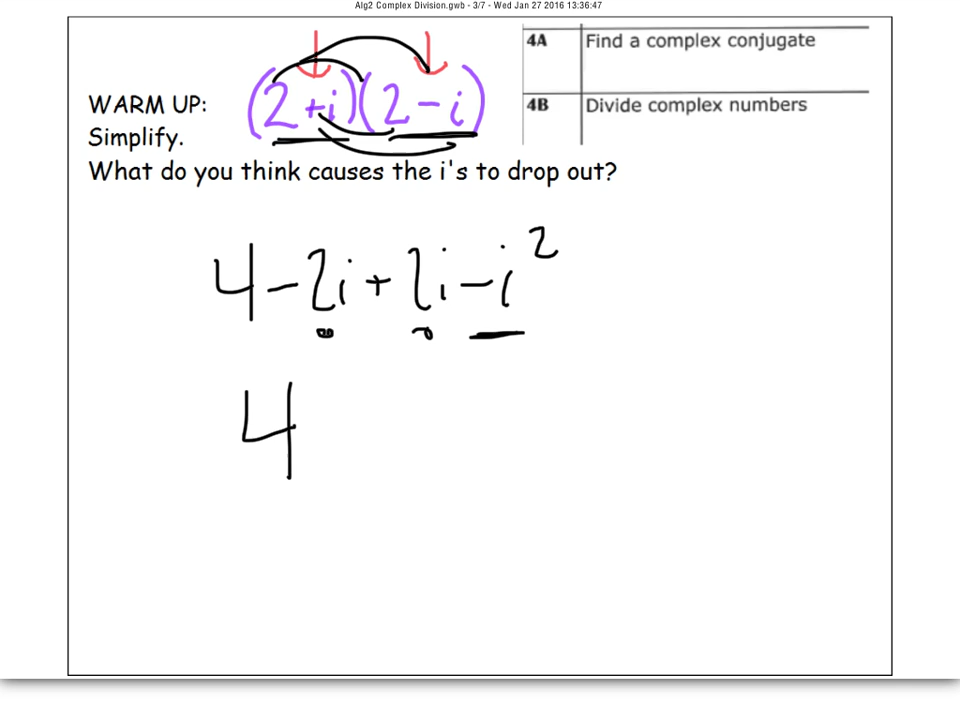 Alg2 Complex Division.gwb - 3/7 - Wed Jan 27 2016 13:36:47
4A Find a complex conjugate
WARM UP: (2+i)(2-i)
4B Divide complex numbers
Simplify.
What do you think causes the i's to drop out?
4-2i+2i-i²
4